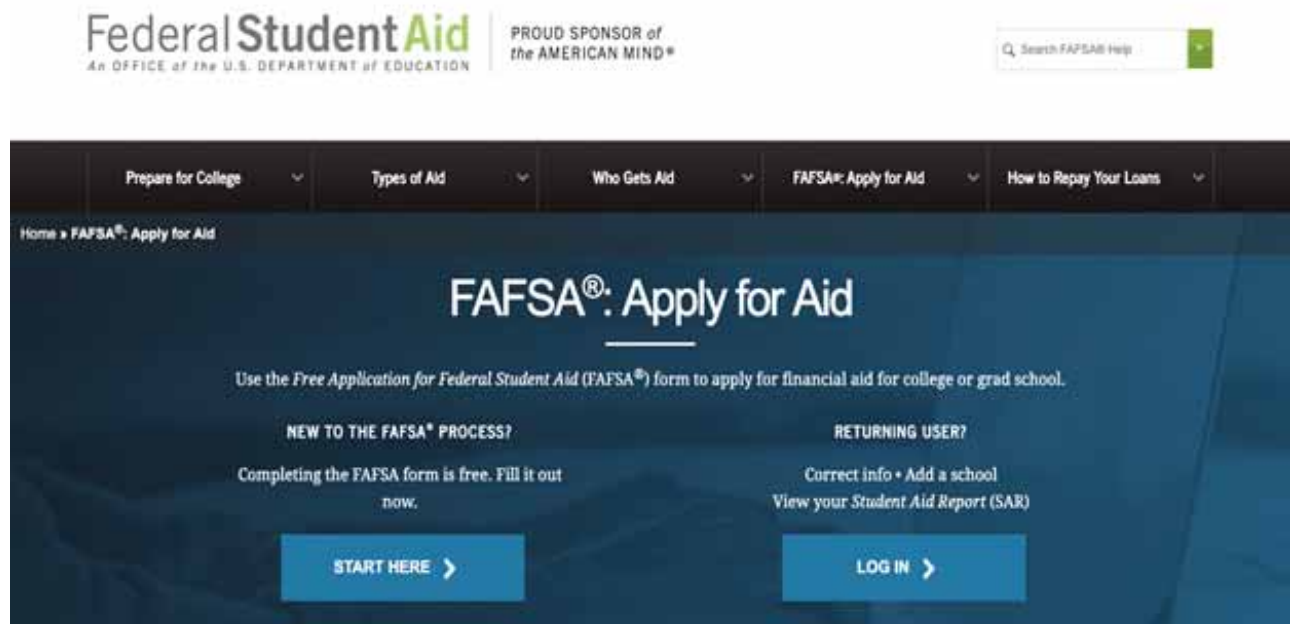 Federal Student Aid
An OFFICE of the U.S. DEPARTMENT of EDUCATION
PROUD SPONSOR of
the AMERICAN MIND®
Search FAFSA® Help
Prepare for College
Types of Aid
Who Gets Aid
FAFSA®: Apply for Aid
How to Repay Your Loans
Home » FAFSA®: Apply for Aid
FAFSA®: Apply for Aid
Use the Free Application for Federal Student Aid (FAFSA®) form to apply for financial aid for college or grad school.
NEW TO THE FAFSA® PROCESS?
Completing the FAFSA form is free. Fill it out
now.
START HERE
RETURNING USER?
Correct info • Add a school
View your Student Aid Report (SAR)
LOG IN